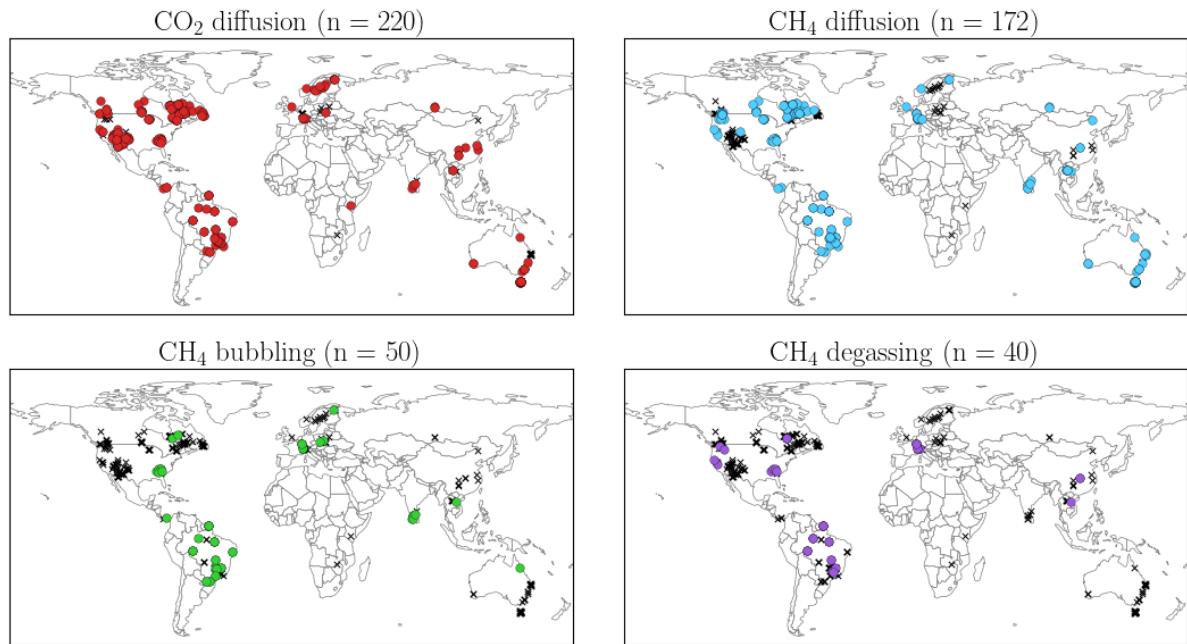 CO₂ diffusion (n = 220)
CH₄ diffusion (n = 172)
CH₄ bubbling (n = 50)
CH₄ degassing (n = 40)